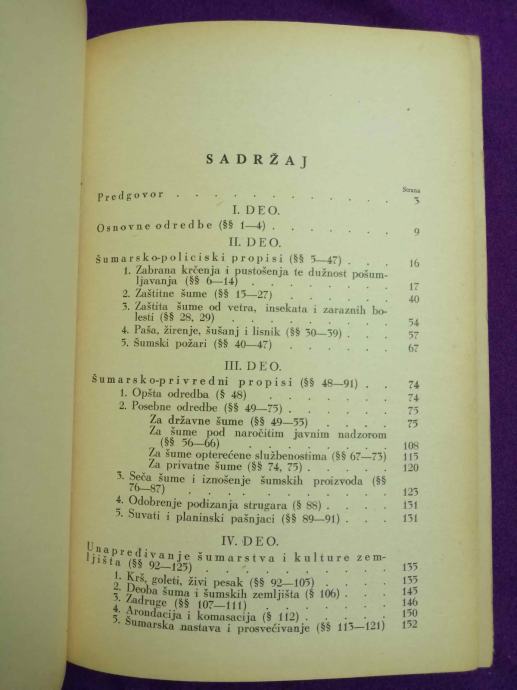 SADRŽAJ
Strana
Predgovor . . . . . . . . . . . 3
I. DEO.
Osnovne odredbe (§§ 1—4) . . . . . . 9
II. DEO.
Šumarsko-policiski propisi (§§ 5—47) . . 16
1. Zabrana krčenja i pustošenja te dužnost pošum-
ljavanja (§§ 6—14) . . . . . . . 17
2. Zaštitne šume (§§ 15—27) . . . . . 40
3. Zaštita šume od vetra, insekata i zaraznih bo-
lesti (§§ 28, 29) . . . . . . . 54
4. Paša, žirenje, šušanj i lisnik (§§ 30—39) . . 57
5. Šumski požari (§§ 40—47) . . . . . 67
III. DEO.
Šumarsko-privredni propisi (§§ 48—91) . . 74
1. Opšta odredba (§ 48) . . . . . . 74
2. Posebne odredbe (§§ 49—75) . . . . 75
Za državne šume (§§ 49—55) . . . . 75
Za šume pod naročitim javnim nadzorom
(§§ 56—66) . . . . . . . 108
Za šume opterećene službenostima (§§ 67—73) 115
Za privatne šume (§§ 74, 75) . . . . 120
3. Seča šume i iznošenje šumskih proizvoda (§§
76—87) . . . . . . . . 123
4. Odobrenje podizanja strugara (§ 88) . . . 131
5. Suvati i planinski pašnjaci (§§ 89—91) . . . 131
IV. DEO.
Unapređivanje šumarstva i kulture zem-
ljišta (§§ 92—125) . . . . . . . 135
1. Krš, goleti, živi pesak (§§ 92—105) . . . 135
2. Deoba šuma i šumskih zemljišta (§ 106) . . 145
3. Zadruge (§§ 107—111) . . . . . 146
4. Arondacija i komasacija (§ 112) . . . . 150
5. Šumarska nastava i prosvećivanje (§§ 113—121) 152